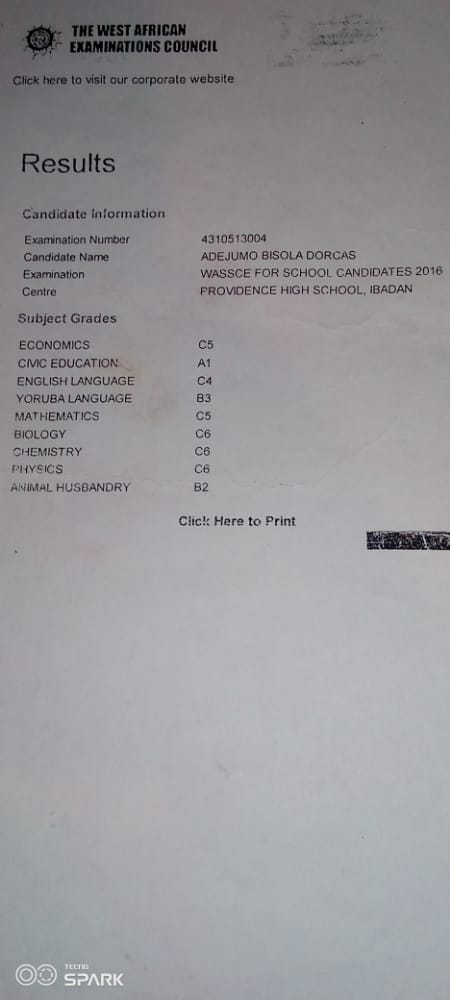 THE WEST AFRICAN
EXAMINATIONS COUNCIL
Click here to visit our corporate website
Results
Candidate Information
Examination Number 4310513004
Candidate Name ADEJUMO BISOLA DORCAS
Examination WASSCE FOR SCHOOL CANDIDATES 2016
Centre PROVIDENCE HIGH SCHOOL, IBADAN
Subject Grades
ECONOMICS C5
CIVIC EDUCATION A1
ENGLISH LANGUAGE C4
YORUBA LANGUAGE B3
MATHEMATICS C5
BIOLOGY C6
CHEMISTRY C6
PHYSICS C6
ANIMAL HUSBANDRY B2
Click Here to Print
TECNO
SPARK